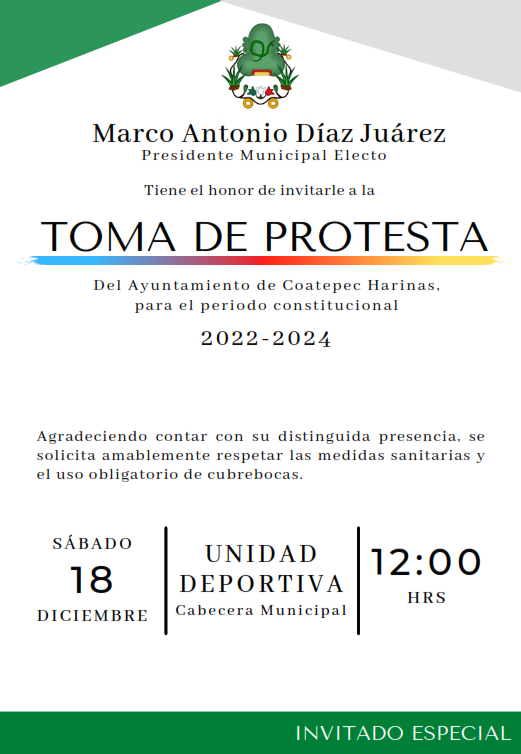 Marco Antonio Díaz Juárez
Presidente Municipal Electo
Tiene el honor de invitarle a la
TOMA DE PROTESTA
Del Ayuntamiento de Coatepec Harinas,
para el periodo constitucional
2022-2024
Agradeciendo contar con su distinguida presencia, se
solicita amablemente respetar las medidas sanitarias y
el uso obligatorio de cubrebocas.
SÁBADO
18
DICIEMBRE
UNIDAD
DEPORTIVA
Cabecera Municipal
12:00
HRS
INVITADO ESPECIAL